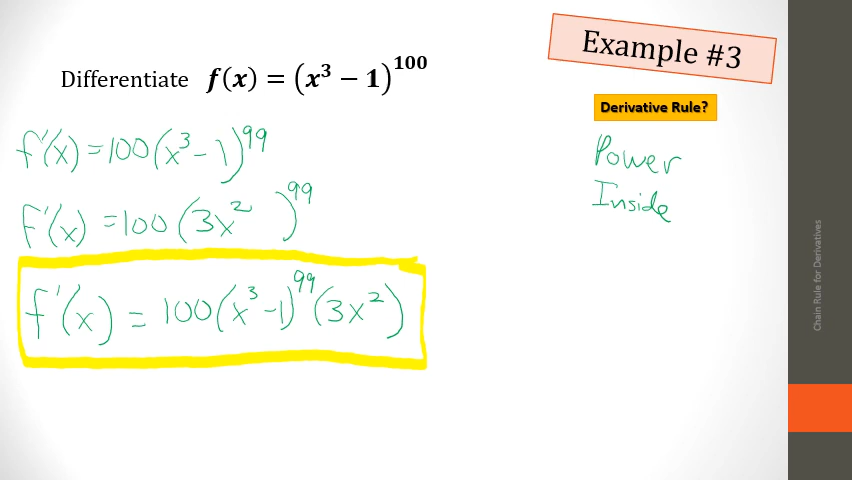 Example #3
Differentiate f(x) = (x³ − 1)¹⁰⁰
Derivative Rule?
f'(x) = 100(x³ − 1)⁹⁹
Power
Inside
f'(x) = 100(3x² )⁹⁹
f'(x) = 100(x³ − 1)⁹⁹(3x²)
Chain Rule for Derivatives